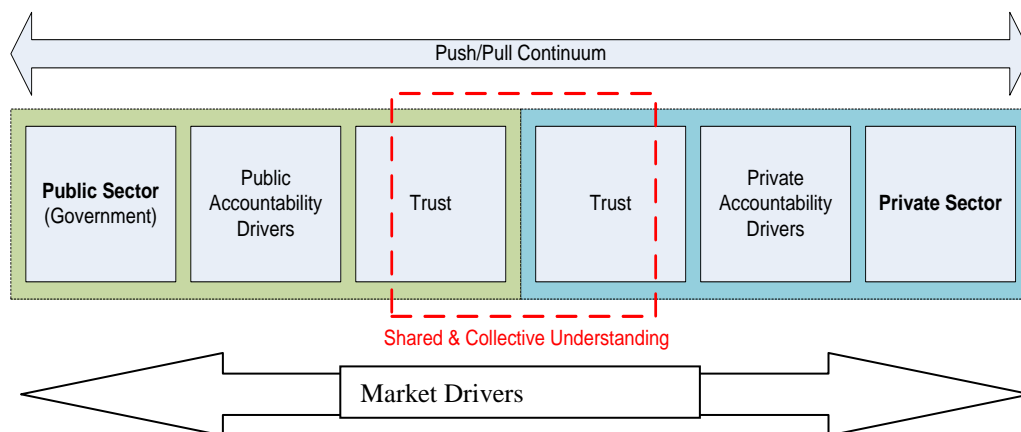 Push/Pull Continuum
Public Sector
(Government)
Public
Accountability
Drivers
Trust
Trust
Private
Accountability
Drivers
Private Sector
Shared & Collective Understanding
Market Drivers